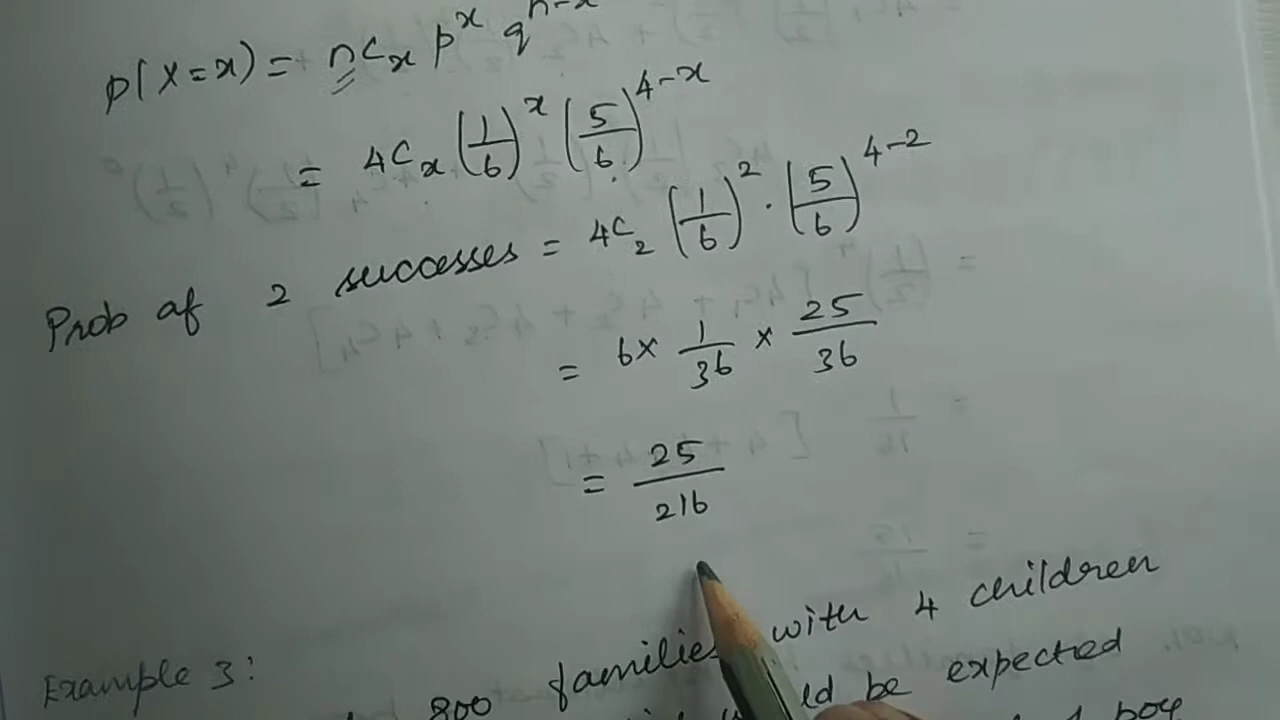 p(X=x) = nCx p^x q^n-x
= 4Cx (1/6)^x (5/6)^4-x
Prob of 2 successes = 4C2 (1/6)^2 . (5/6)^4-2
= 6 x 1/36 x 25/36
= 25/216
Example 3:
800 families with 4 children
be expected
boy